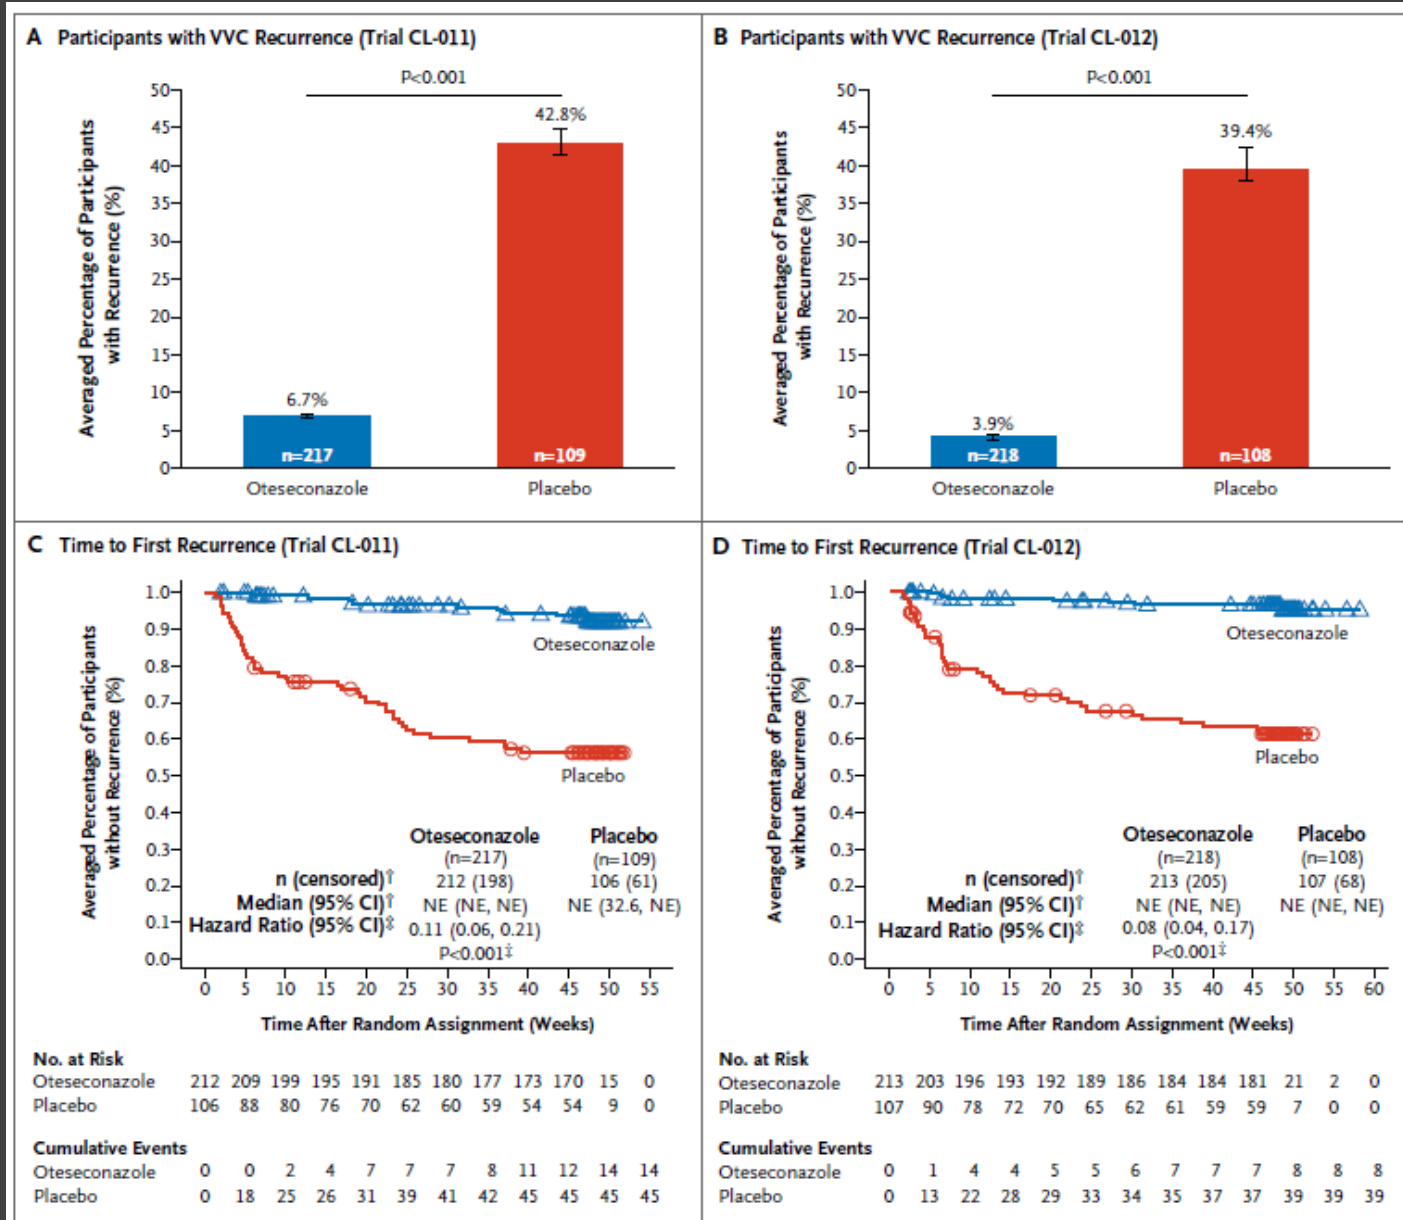 A Participants with VVC Recurrence (Trial CL-011)
P<0.001
50
45
40
35
30
25
20
15
10
5
0
Averaged Percentage of Participants
with Recurrence (%)
6.7%
42.8%
n=217
n=109
Oteseconazole
Placebo
B Participants with VVC Recurrence (Trial CL-012)
P<0.001
50
45
40
35
30
25
20
15
10
5
0
Averaged Percentage of Participants
with Recurrence (%)
3.9%
39.4%
n=218
n=108
Oteseconazole
Placebo
C Time to First Recurrence (Trial CL-011)
1.0
0.9
0.8
0.7
0.6
0.5
0.4
0.3
0.2
0.1
0.0
Averaged Percentage of Participants
without Recurrence (%)
Oteseconazole
Placebo
Oteseconazole Placebo
(n=217) (n=109)
n (censored)† 212 (198) 106 (61)
Median (95% CI)† NE (NE, NE) NE (32.6, NE)
Hazard Ratio (95% CI)‡ 0.11 (0.06, 0.21)
P<0.001‡
0 5 10 15 20 25 30 35 40 45 50 55
Time After Random Assignment (Weeks)
No. at Risk
Oteseconazole 212 209 199 195 191 185 180 177 173 170 15 0
Placebo 106 88 80 76 70 62 60 59 54 54 9 0
Cumulative Events
Oteseconazole 0 0 2 4 7 7 7 8 11 12 14 14
Placebo 0 18 25 26 31 39 41 42 45 45 45 45
D Time to First Recurrence (Trial CL-012)
1.0
0.9
0.8
0.7
0.6
0.5
0.4
0.3
0.2
0.1
0.0
Averaged Percentage of Participants
without Recurrence (%)
Oteseconazole
Placebo
Oteseconazole Placebo
(n=218) (n=108)
n (censored)† 213 (205) 107 (68)
Median (95% CI)† NE (NE, NE) NE (NE, NE)
Hazard Ratio (95% CI)‡ 0.08 (0.04, 0.17)
P<0.001‡
0 5 10 15 20 25 30 35 40 45 50 55 60
Time After Random Assignment (Weeks)
No. at Risk
Oteseconazole 213 203 196 193 192 189 186 184 184 181 21 2 0
Placebo 107 90 78 72 70 65 62 61 59 59 7 0 0
Cumulative Events
Oteseconazole 0 1 4 4 5 5 6 7 7 7 8 8 8
Placebo 0 13 22 28 29 33 34 35 37 37 39 39 39